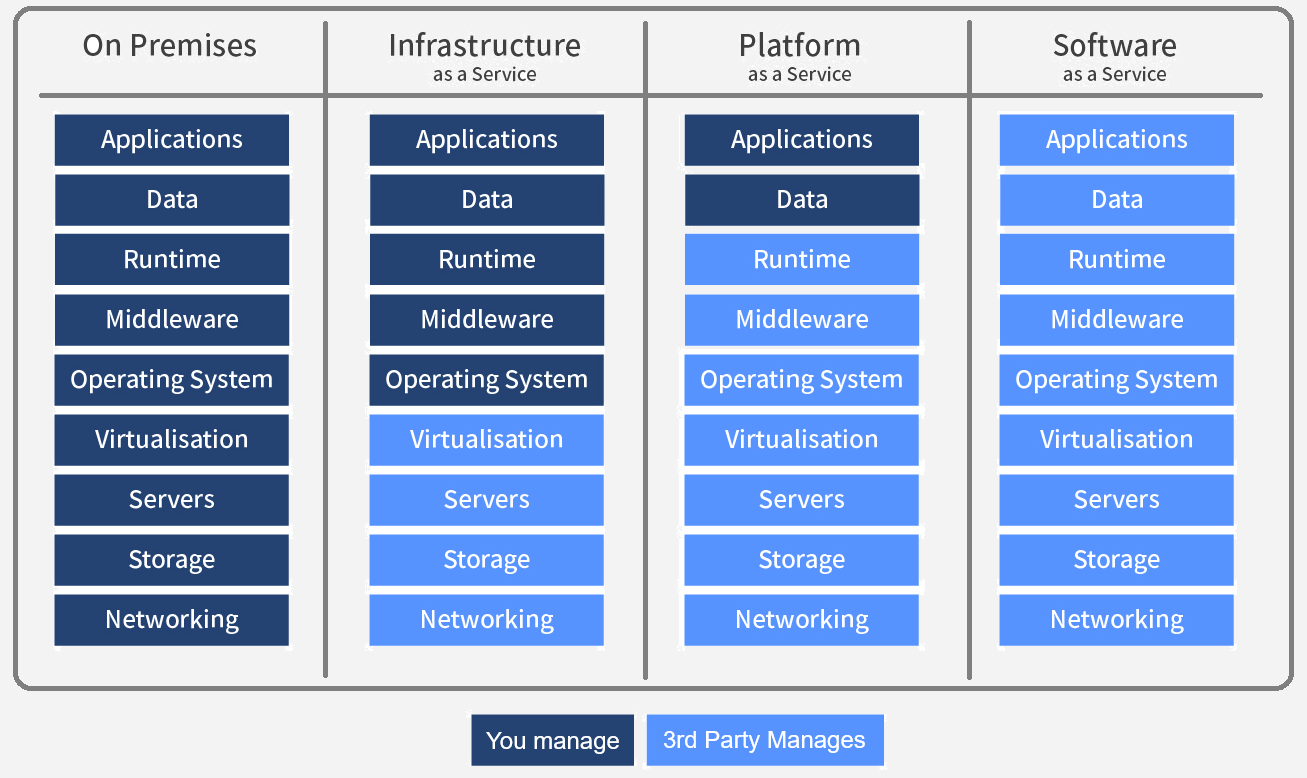 On Premises
Infrastructure
as a Service
Platform
as a Service
Software
as a Service
Applications
Data
Runtime
Middleware
Operating System
Virtualisation
Servers
Storage
Networking
Applications
Data
Runtime
Middleware
Operating System
Virtualisation
Servers
Storage
Networking
Applications
Data
Runtime
Middleware
Operating System
Virtualisation
Servers
Storage
Networking
Applications
Data
Runtime
Middleware
Operating System
Virtualisation
Servers
Storage
Networking
You manage
3rd Party Manages